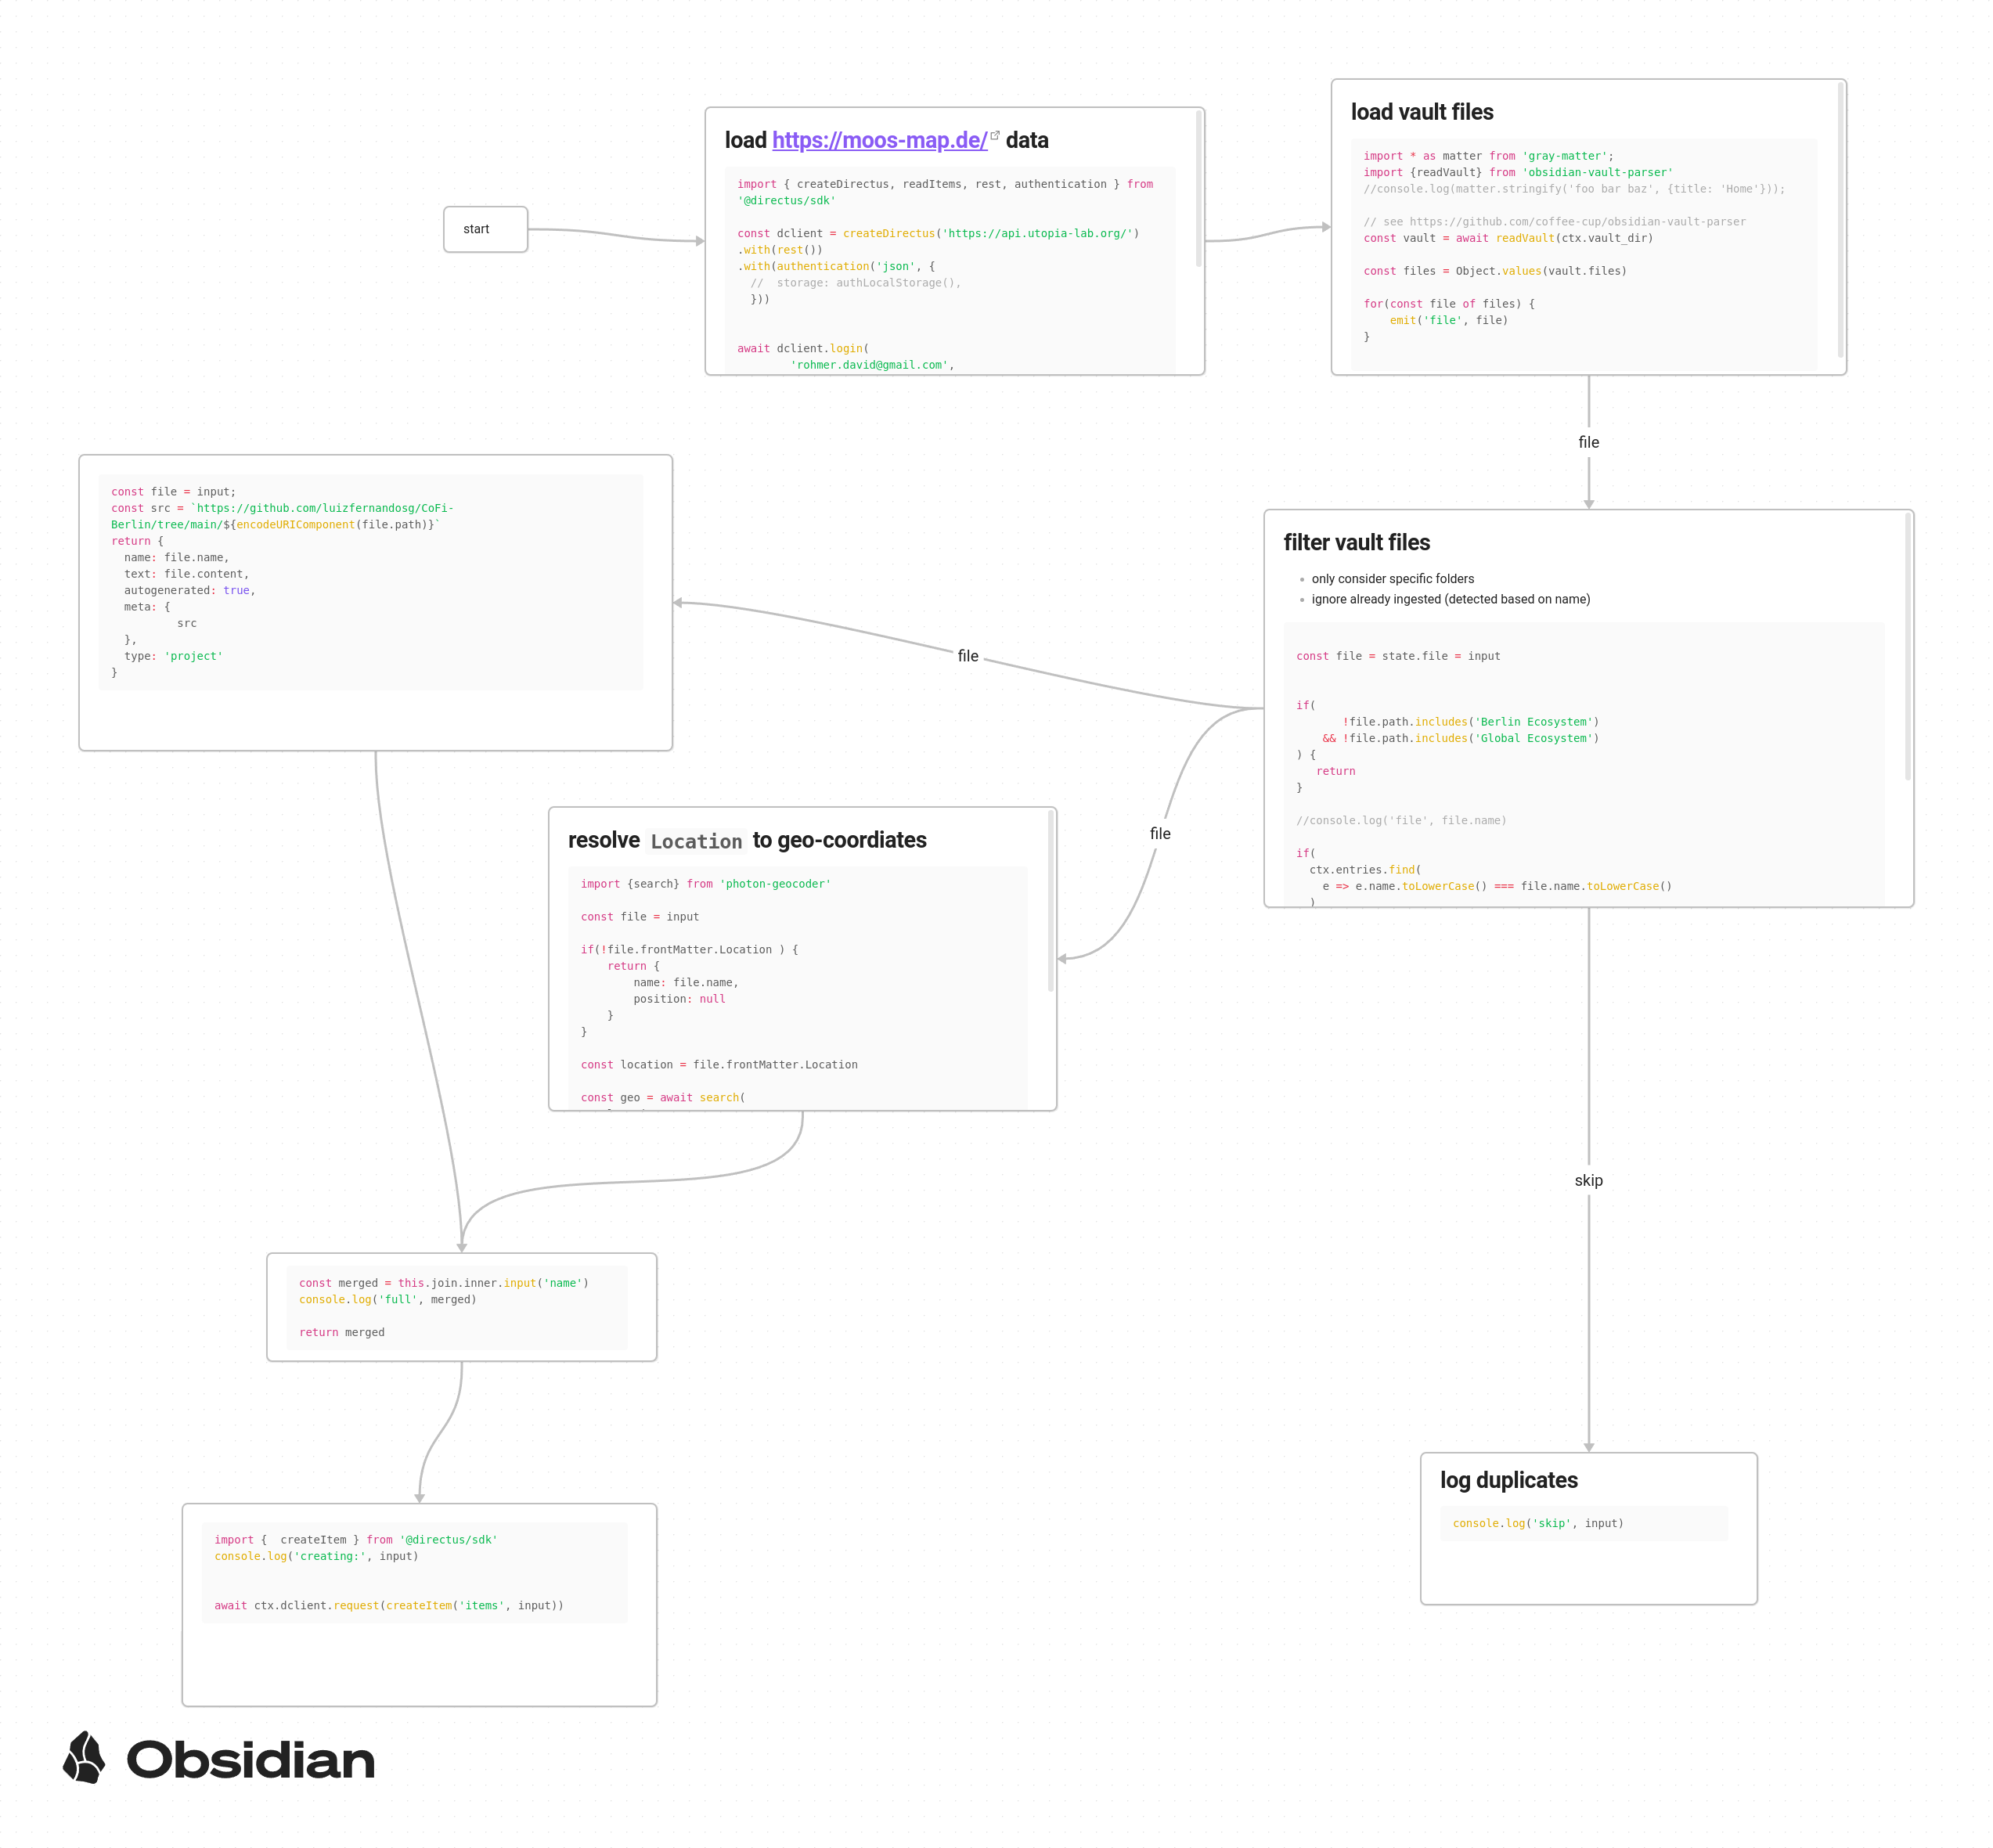 start
load https://moos-map.de/ data
import { createDirectus, readItems, rest, authentication } from
'@directus/sdk'
const dclient = createDirectus('https://api.utopia-lab.org/')
.with(rest())
.with(authentication('json', {
//  storage: authLocalStorage(),
}))
await dclient.login(
'rohmer.david@gmail.com',
load vault files
import * as matter from 'gray-matter';
import {readVault} from 'obsidian-vault-parser'
//console.log(matter.stringify('foo bar baz', {title: 'Home'}));
// see https://github.com/coffee-cup/obsidian-vault-parser
const vault = await readVault(ctx.vault_dir)
const files = Object.values(vault.files)
for(const file of files) {
emit('file', file)
}
file
filter vault files
• only consider specific folders
• ignore already ingested (detected based on name)
const file = state.file = input
if(
!file.path.includes('Berlin Ecosystem')
&& !file.path.includes('Global Ecosystem')
) {
return
}
//console.log('file', file.name)
if(
ctx.entries.find(
e => e.name.toLowerCase() === file.name.toLowerCase()
)
file
const file = input;
const src = `https://github.com/luizfernandosg/CoFi-
Berlin/tree/main/${encodeURIComponent(file.path)}`
return {
name: file.name,
text: file.content,
autogenerated: true,
meta: {
src
},
type: 'project'
}
file
resolve Location to geo-coordiates
import {search} from 'photon-geocoder'
const file = input
if(!file.frontMatter.Location ) {
return {
name: file.name,
position: null
}
}
const location = file.frontMatter.Location
const geo = await search(
skip
const merged = this.join.inner.input('name')
console.log('full', merged)
return merged
log duplicates
console.log('skip', input)
import {  createItem } from '@directus/sdk'
console.log('creating:', input)
await ctx.dclient.request(createItem('items', input))
Obsidian